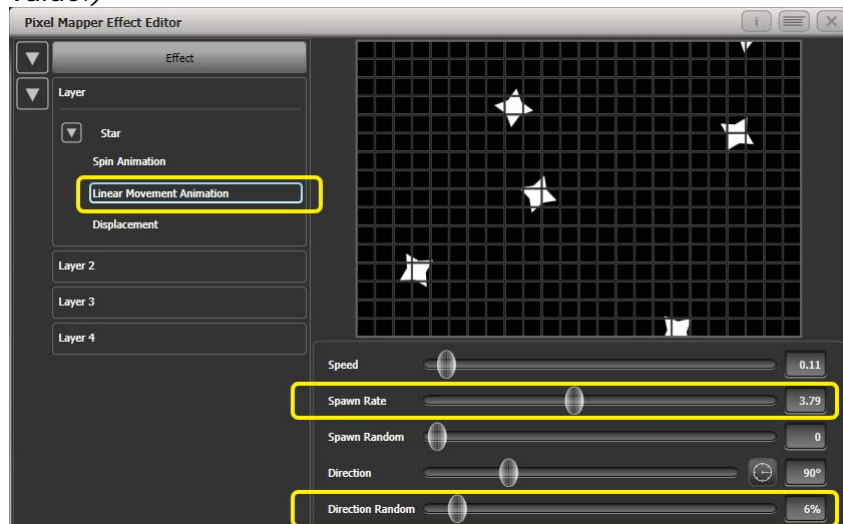 value.)
Pixel Mapper Effect Editor
i
Effect
Layer
Star
Spin Animation
Linear Movement Animation
Displacement
Layer 2
Layer 3
Layer 4
Speed 0.11
Spawn Rate 3.79
Spawn Random 0
Direction 90°
Direction Random 6%